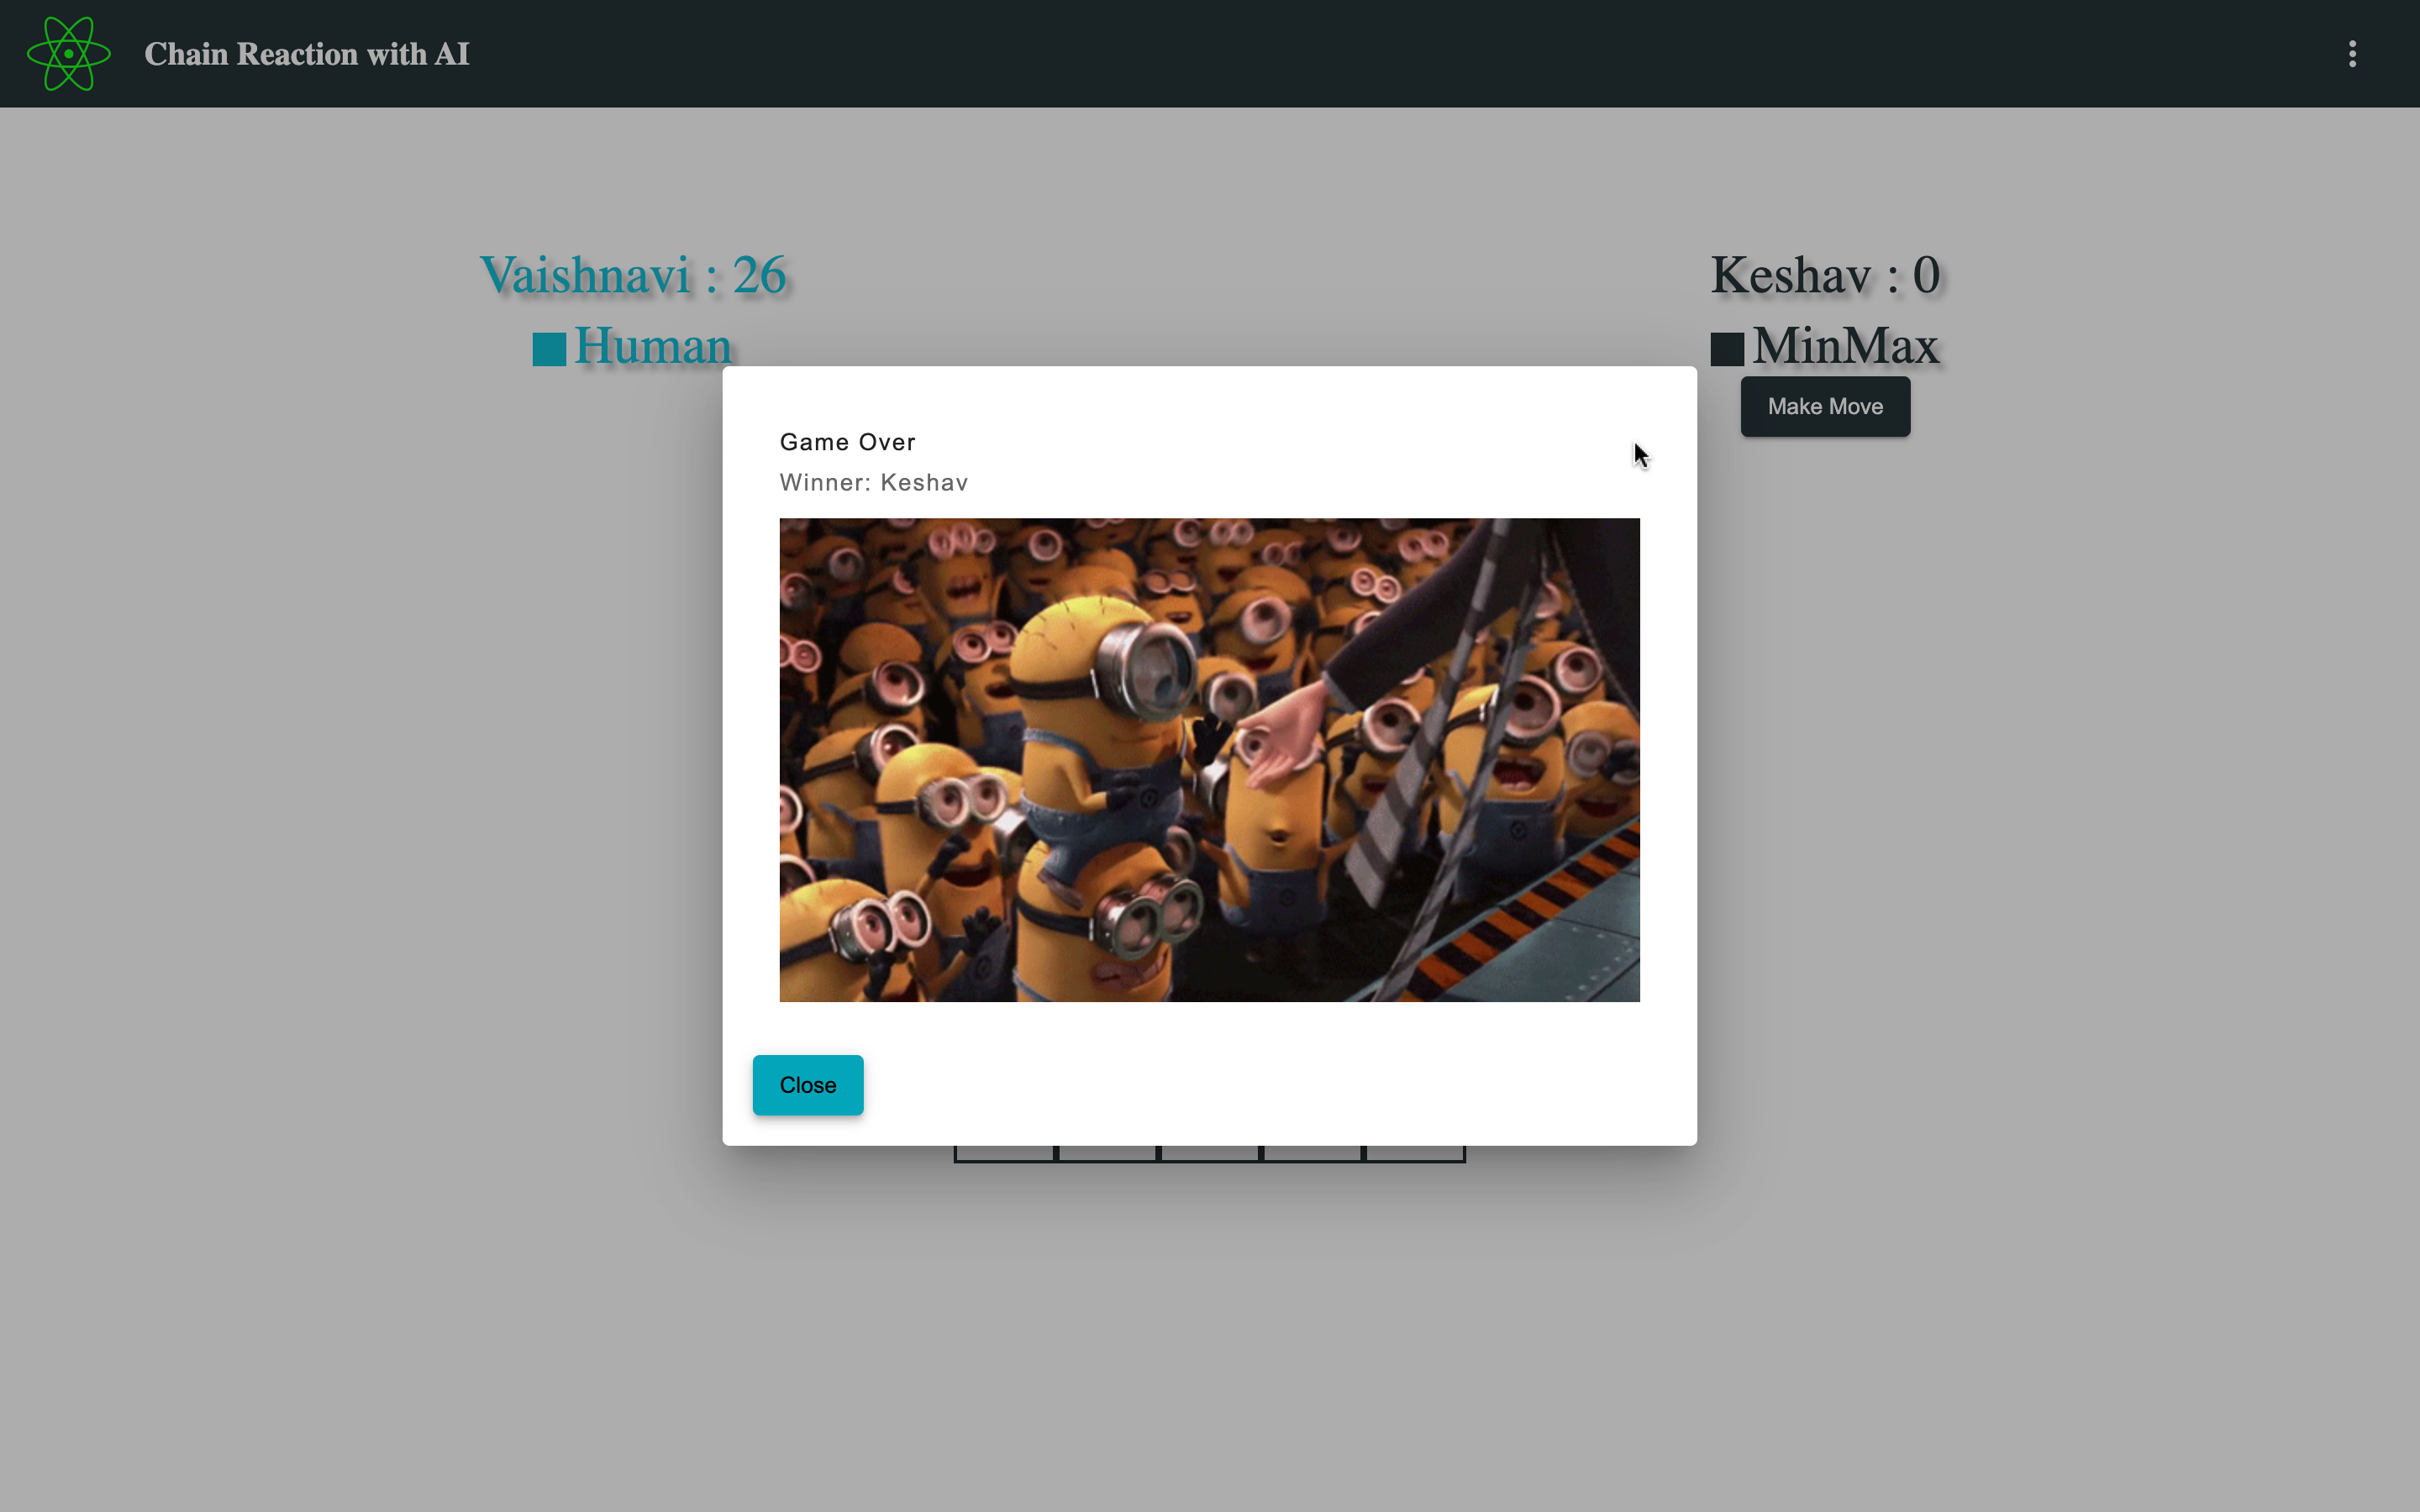 Chain Reaction with AI
Vaishnavi : 26
Keshav : 0
Human
MinMax
Make Move
Game Over
Winner: Keshav
Close